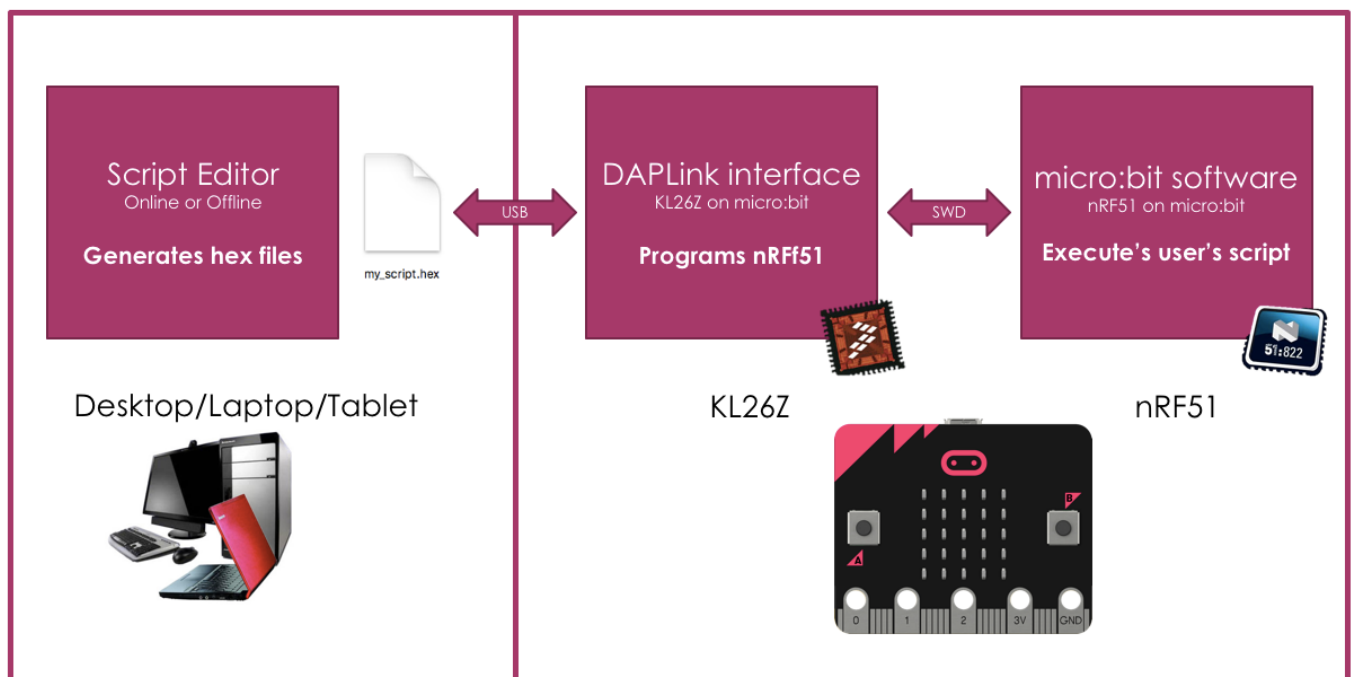 Script Editor
Online or Offline
Generates hex files
my_script.hex
USB
DAPLink interface
KL26Z on micro:bit
Programs nRFf51
SWD
micro:bit software
nRF51 on micro:bit
Execute's user's script
51:822
Desktop/Laptop/Tablet
KL26Z
nRF51
A
B
0
1
2
3V
GND